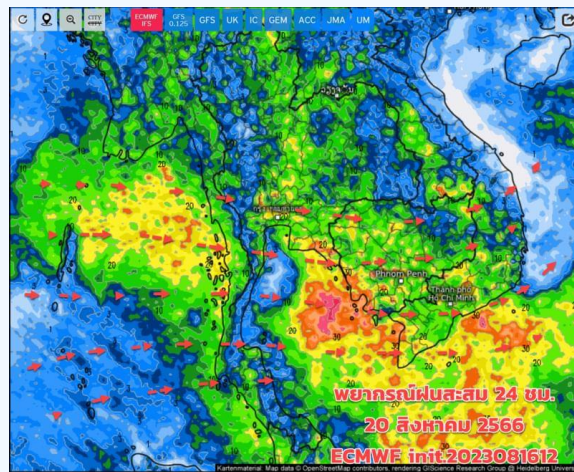 CITY
ECMWF IFS
GFS 0.125
GFS
UK
IC
GEM
ACC
JMA
UM
Phnom Penh
Thành phố
Hồ Chí Minh
พยากรณ์ฝนสะสม 24 ชม.
20 สิงหาคม 2566
ECMWF init.2023081612
Kartenmaterial: Map data © OpenStreetMap contributors, rendering GIScience Research Group @ Heidelberg Univer